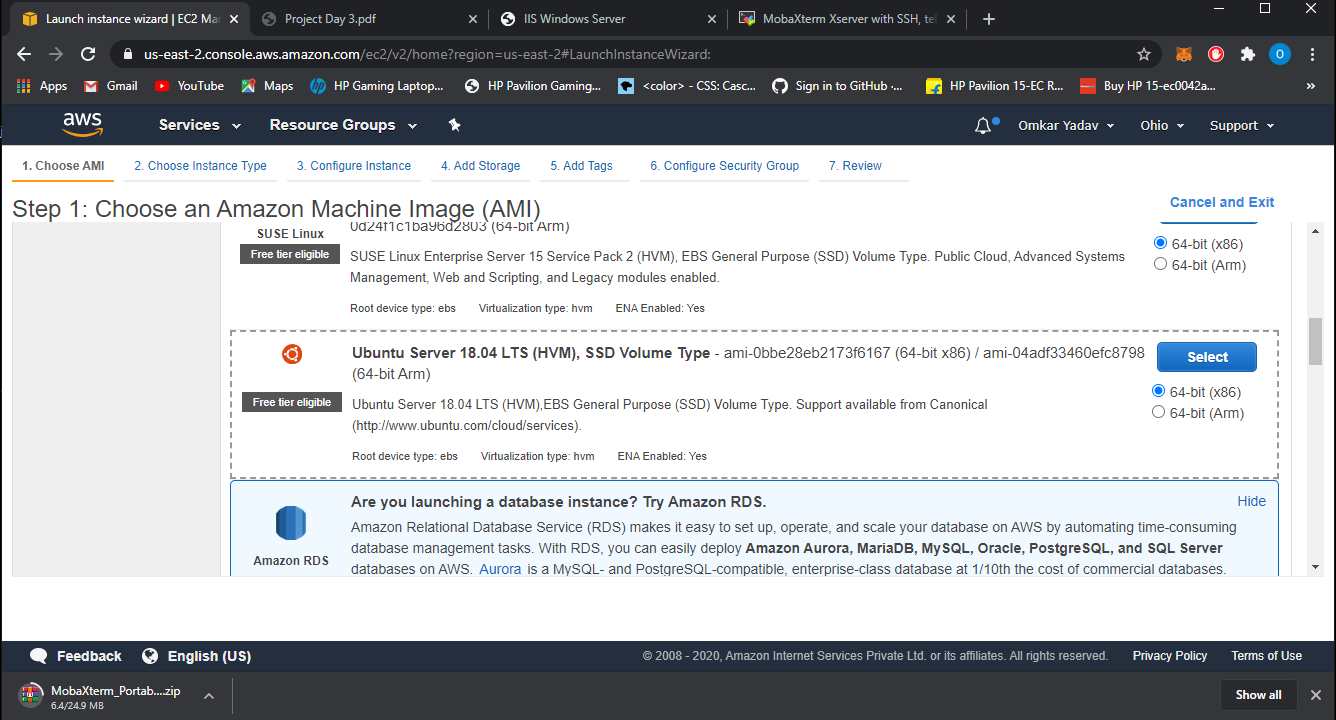 Launch instance wizard | EC2 Mar
Project Day 3.pdf
IIS Windows Server
MobaXterm Xserver with SSH, tel
us-east-2.console.aws.amazon.com/ec2/v2/home?region=us-east-2#LaunchInstanceWizard:
O
Apps
Gmail
YouTube
Maps
HP Gaming Laptop...
HP Pavilion Gaming...
<color> - CSS: Casc...
Sign in to GitHub ·...
HP Pavilion 15-EC R...
Buy HP 15-ec0042a...
»
aws
Services
Resource Groups
Omkar Yadav
Ohio
Support
1. Choose AMI
2. Choose Instance Type
3. Configure Instance
4. Add Storage
5. Add Tags
6. Configure Security Group
7. Review
Step 1: Choose an Amazon Machine Image (AMI)
Cancel and Exit
SUSE Linux
Free tier eligible
0d24f1c1ba96d2803 (64-bit Arm)
SUSE Linux Enterprise Server 15 Service Pack 2 (HVM), EBS General Purpose (SSD) Volume Type. Public Cloud, Advanced Systems
Management, Web and Scripting, and Legacy modules enabled.
Root device type: ebs
Virtualization type: hvm
ENA Enabled: Yes
64-bit (x86)
64-bit (Arm)
Ubuntu Server 18.04 LTS (HVM), SSD Volume Type - ami-0bbe28eb2173f6167 (64-bit x86) / ami-04adf33460efc8798
(64-bit Arm)
Free tier eligible
Ubuntu Server 18.04 LTS (HVM),EBS General Purpose (SSD) Volume Type. Support available from Canonical
(http://www.ubuntu.com/cloud/services).
Root device type: ebs
Virtualization type: hvm
ENA Enabled: Yes
Select
64-bit (x86)
64-bit (Arm)
Amazon RDS
Are you launching a database instance? Try Amazon RDS.
Hide
Amazon Relational Database Service (RDS) makes it easy to set up, operate, and scale your database on AWS by automating time-consuming
database management tasks. With RDS, you can easily deploy Amazon Aurora, MariaDB, MySQL, Oracle, PostgreSQL, and SQL Server
databases on AWS. Aurora is a MySQL- and PostgreSQL-compatible, enterprise-class database at 1/10th the cost of commercial databases.
Feedback
English (US)
© 2008 - 2020, Amazon Internet Services Private Ltd. or its affiliates. All rights reserved.
Privacy Policy
Terms of Use
MobaXterm_Portab....zip
6.4/24.9 MB
Show all